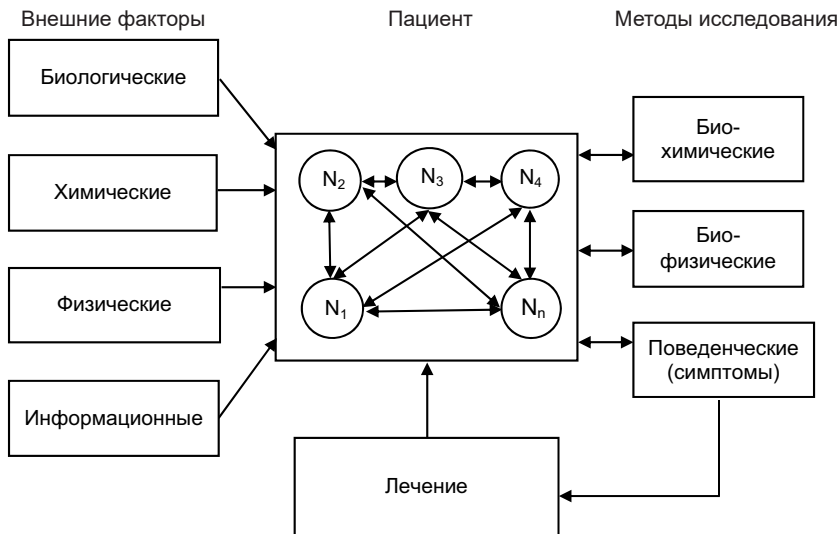 Внешние факторы
Пациент
Методы исследования
Биологические
Химические
Физические
Информационные
N₂
N₃
N₄
N₁
Nₙ
Био-
химические
Био-
физические
Поведенческие
(симптомы)
Лечение